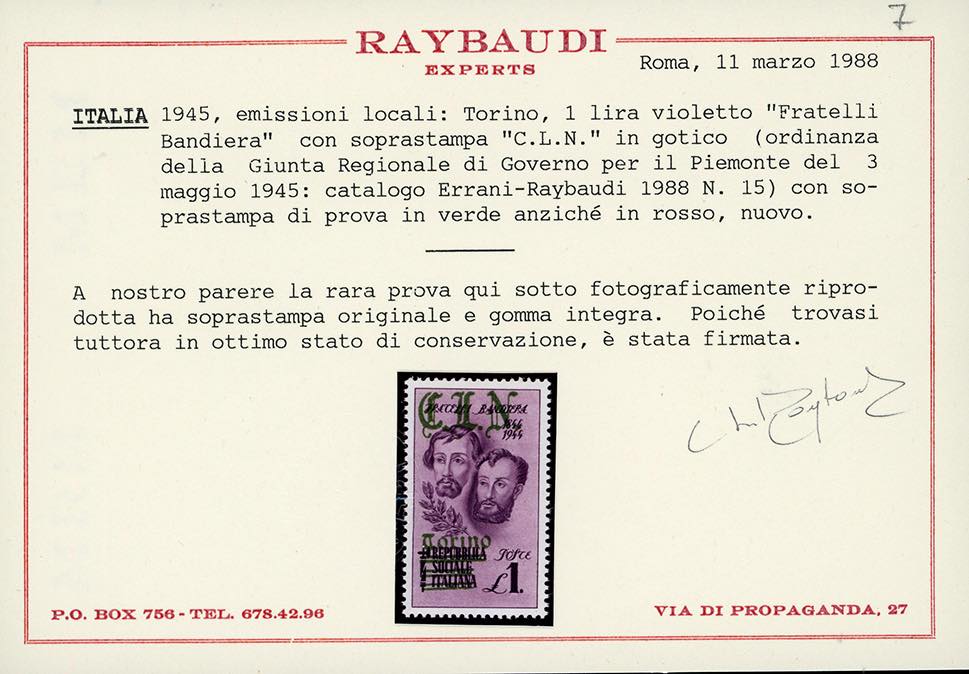 7
RAYBAUDI
EXPERTS
Roma, 11 marzo 1988
ITALIA 1945, emissioni locali: Torino, 1 lira violetto "Fratelli
Bandiera" con soprastampa "C.L.N." in gotico (ordinanza
della Giunta Regionale di Governo per il Piemonte del 3
maggio 1945: catalogo Errani-Raybaudi 1988 N. 15) con so-
prastampa di prova in verde anziché in rosso, nuovo.
A nostro parere la rara prova qui sotto fotograficamente ripro-
dotta ha soprastampa originale e gomma integra. Poiché trovasi
tuttora in ottimo stato di conservazione, è stata firmata.
C.L.N
FRATELLI BANDIERA
1844
1944
Torino
REPUBBLICA
SOCIALE
ITALIANA
POSTE
£1.
P.O. BOX 756 - TEL. 678.42.96
VIA DI PROPAGANDA, 27